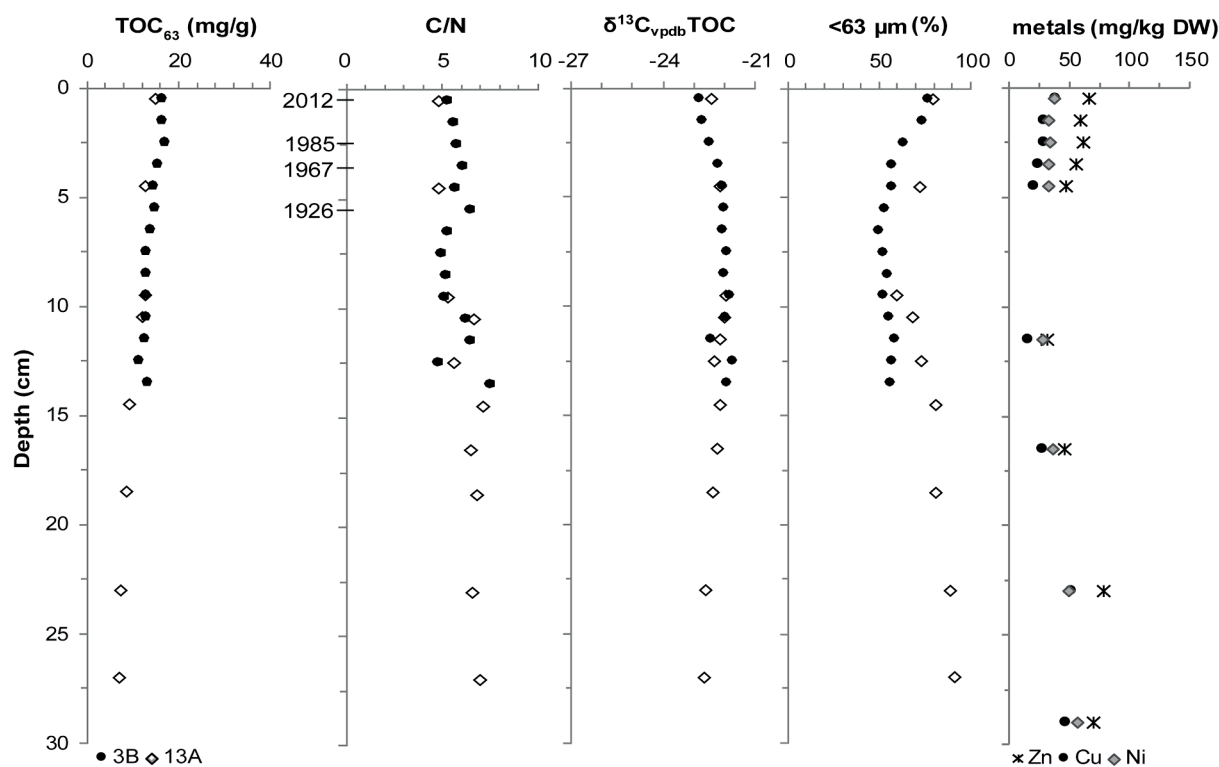 TOC₆₃ (mg/g) C/N δ¹³CᵥₚdbTOC <63 µm (%) metals (mg/kg DW)
0 20 40 0 5 10 -27 -24 -21 0 50 100 0 50 100 150
0
2012
1985
1967
5
1926
10
15
20
25
30
Depth (cm)
3B 13A Zn Cu Ni